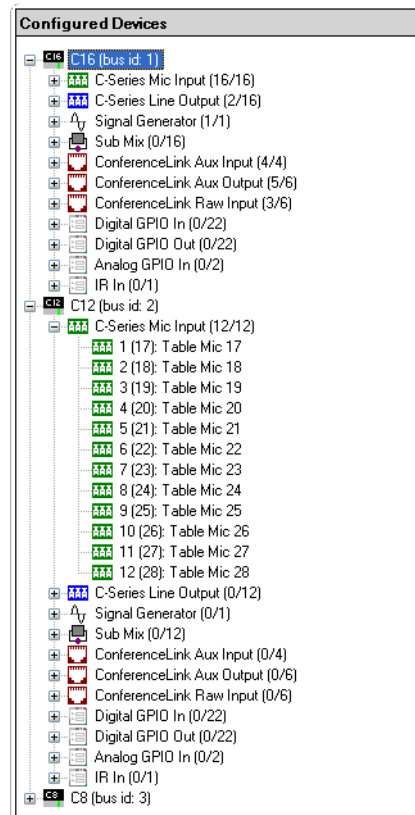 Configured Devices
C16 C16 (bus id: 1)
C-Series Mic Input (16/16)
C-Series Line Output (2/16)
Signal Generator (1/1)
Sub Mix (0/16)
ConferenceLink Aux Input (4/4)
ConferenceLink Aux Output (5/6)
ConferenceLink Raw Input (3/6)
Digital GPIO In (0/22)
Digital GPIO Out (0/22)
Analog GPIO In (0/2)
IR In (0/1)
C12 C12 (bus id: 2)
C-Series Mic Input (12/12)
1 (17): Table Mic 17
2 (18): Table Mic 18
3 (19): Table Mic 19
4 (20): Table Mic 20
5 (21): Table Mic 21
6 (22): Table Mic 22
7 (23): Table Mic 23
8 (24): Table Mic 24
9 (25): Table Mic 25
10 (26): Table Mic 26
11 (27): Table Mic 27
12 (28): Table Mic 28
C-Series Line Output (0/12)
Signal Generator (0/1)
Sub Mix (0/12)
ConferenceLink Aux Input (0/4)
ConferenceLink Aux Output (0/6)
ConferenceLink Raw Input (0/6)
Digital GPIO In (0/22)
Digital GPIO Out (0/22)
Analog GPIO In (0/2)
IR In (0/1)
C8 C8 (bus id: 3)